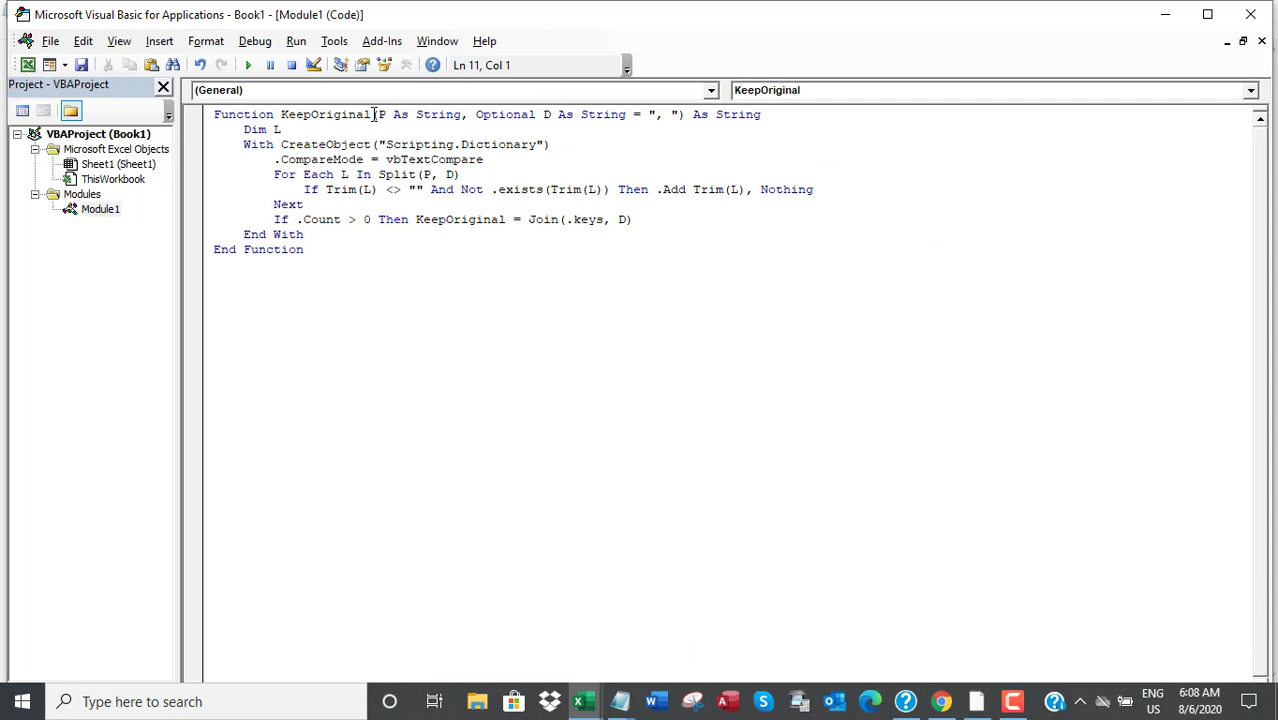 Microsoft Visual Basic for Applications - Book1 - [Module1 (Code)]
File Edit View Insert Format Debug Run Tools Add-Ins Window Help
Ln 11, Col 1
Project - VBAProject
(General) KeepOriginal
VBAProject (Book1)
Microsoft Excel Objects
Sheet1 (Sheet1)
ThisWorkbook
Modules
Module1
Function KeepOriginal(P As String, Optional D As String = ", ") As String
Dim L
With CreateObject("Scripting.Dictionary")
.CompareMode = vbTextCompare
For Each L In Split(P, D)
If Trim(L) <> "" And Not .exists(Trim(L)) Then .Add Trim(L), Nothing
Next
If .Count > 0 Then KeepOriginal = Join(.keys, D)
End With
End Function
Type here to search
ENG
US
6:08 AM
8/6/2020